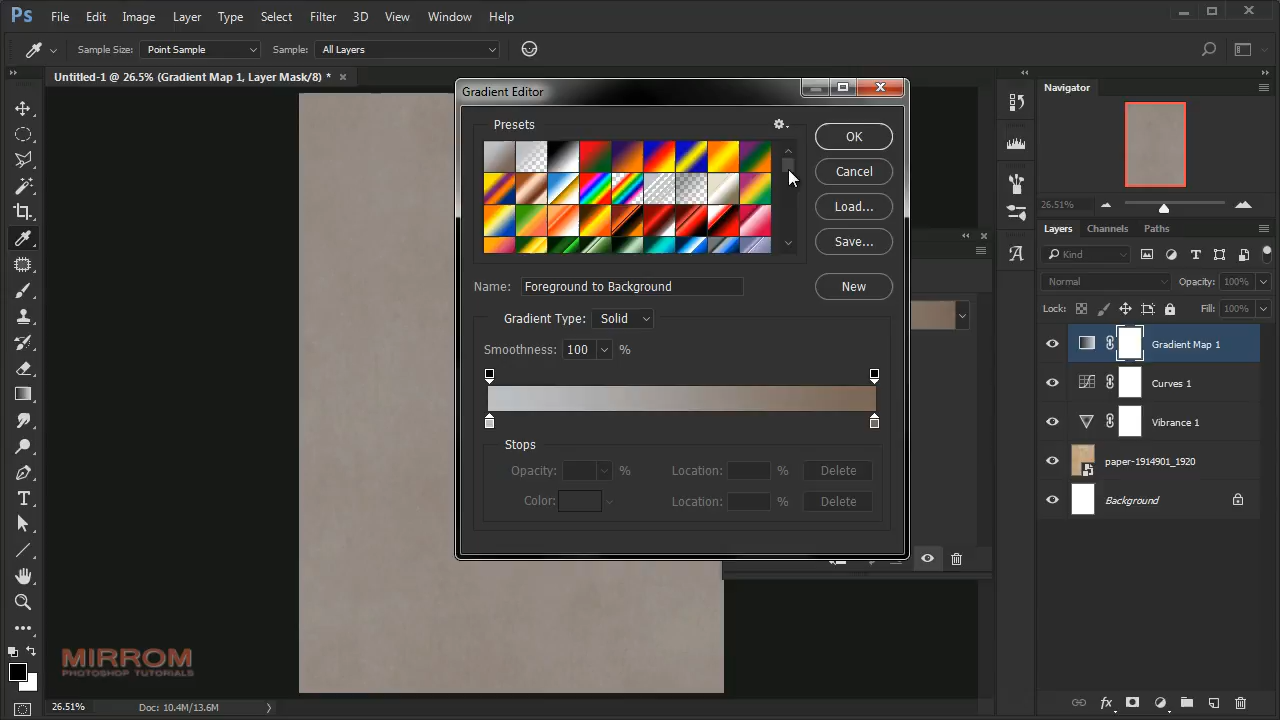 Ps File Edit Image Layer Type Select Filter 3D View Window Help
Sample Size: Point Sample Sample: All Layers
Untitled-1 @ 26.5% (Gradient Map 1, Layer Mask/8) *
Gradient Editor
Presets
OK
Cancel
Load...
Save...
Name: Foreground to Background
New
Gradient Type: Solid
Smoothness: 100 %
Stops
Opacity: % Location: % Delete
Color: Location: % Delete
Navigator
26.51%
Layers Channels Paths
Kind
Normal Opacity: 100%
Lock: Fill: 100%
Gradient Map 1
Curves 1
Vibrance 1
paper-1914901_1920
Background
MIRROM
PHOTOSHOP TUTORIALS
26.51% Doc: 10.4M/13.6M
fx